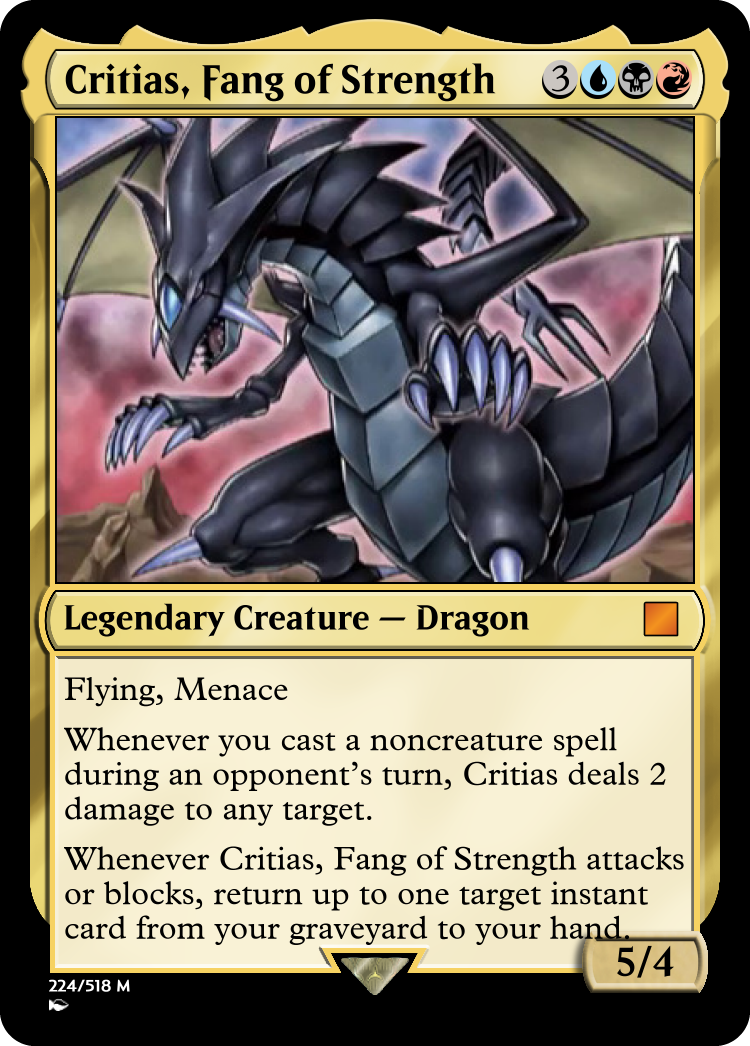 Critias, Fang of Strength 3
Legendary Creature — Dragon
Flying, Menace
Whenever you cast a noncreature spell
during an opponent's turn, Critias deals 2
damage to any target.
Whenever Critias, Fang of Strength attacks
or blocks, return up to one target instant
card from your graveyard to your hand.
5/4
224/518 M